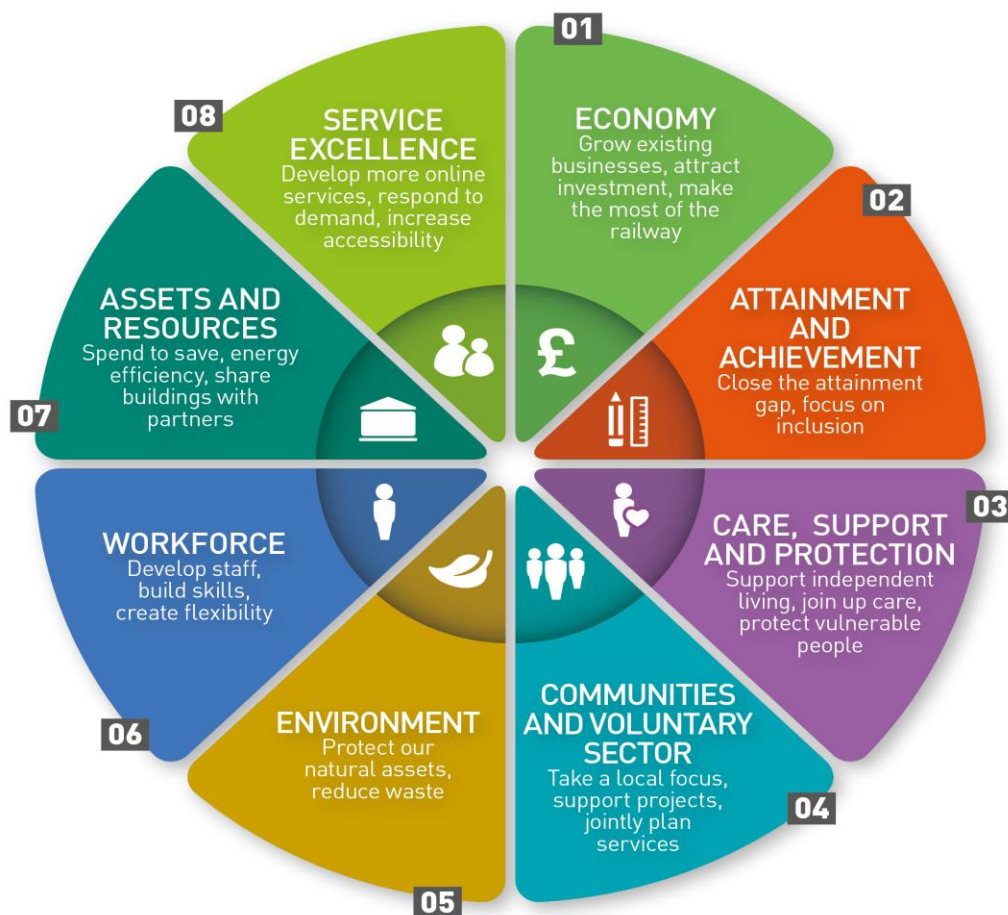 01
ECONOMY
Grow existing
businesses, attract
investment, make
the most of the
railway
£
02
ATTAINMENT
AND
ACHIEVEMENT
Close the attainment
gap, focus on
inclusion
03
CARE, SUPPORT
AND PROTECTION
Support independent
living, join up care,
protect vulnerable
people
04
COMMUNITIES
AND VOLUNTARY
SECTOR
Take a local focus,
support projects,
jointly plan
services
05
ENVIRONMENT
Protect our
natural assets,
reduce waste
06
WORKFORCE
Develop staff,
build skills,
create flexibility
07
ASSETS AND
RESOURCES
Spend to save, energy
efficiency, share
buildings with
partners
08
SERVICE
EXCELLENCE
Develop more online
services, respond to
demand, increase
accessibility